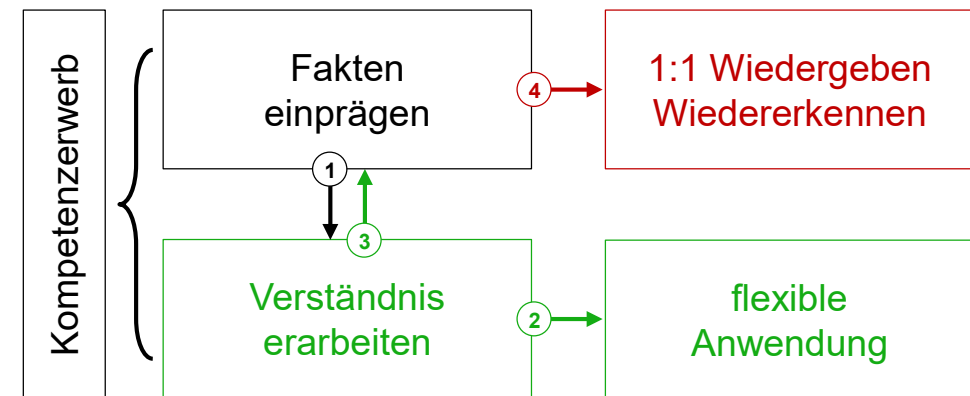 Kompetenzerwerb
Fakten
einprägen
4
1:1 Wiedergeben
Wiedererkennen
1
3
Verständnis
erarbeiten
2
flexible
Anwendung